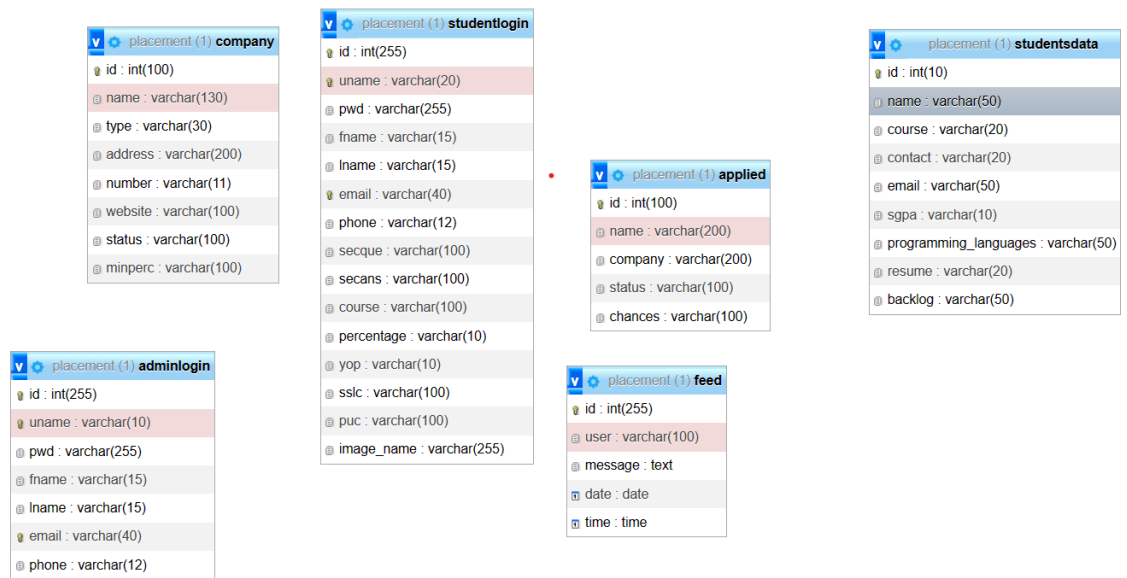 placement (1) company
id : int(100)
name : varchar(130)
type : varchar(30)
address : varchar(200)
number : varchar(11)
website : varchar(100)
status : varchar(100)
minperc : varchar(100)
placement (1) studentlogin
id : int(255)
uname : varchar(20)
pwd : varchar(255)
fname : varchar(15)
lname : varchar(15)
email : varchar(40)
phone : varchar(12)
secque : varchar(100)
secans : varchar(100)
course : varchar(100)
percentage : varchar(10)
yop : varchar(10)
sslc : varchar(100)
puc : varchar(100)
image_name : varchar(255)
placement (1) applied
id : int(100)
name : varchar(200)
company : varchar(200)
status : varchar(100)
chances : varchar(100)
placement (1) studentsdata
id : int(10)
name : varchar(50)
course : varchar(20)
contact : varchar(20)
email : varchar(50)
sgpa : varchar(10)
programming_languages : varchar(50)
resume : varchar(20)
backlog : varchar(50)
placement (1) adminlogin
id : int(255)
uname : varchar(10)
pwd : varchar(255)
fname : varchar(15)
lname : varchar(15)
email : varchar(40)
phone : varchar(12)
placement (1) feed
id : int(255)
user : varchar(100)
message : text
date : date
time : time